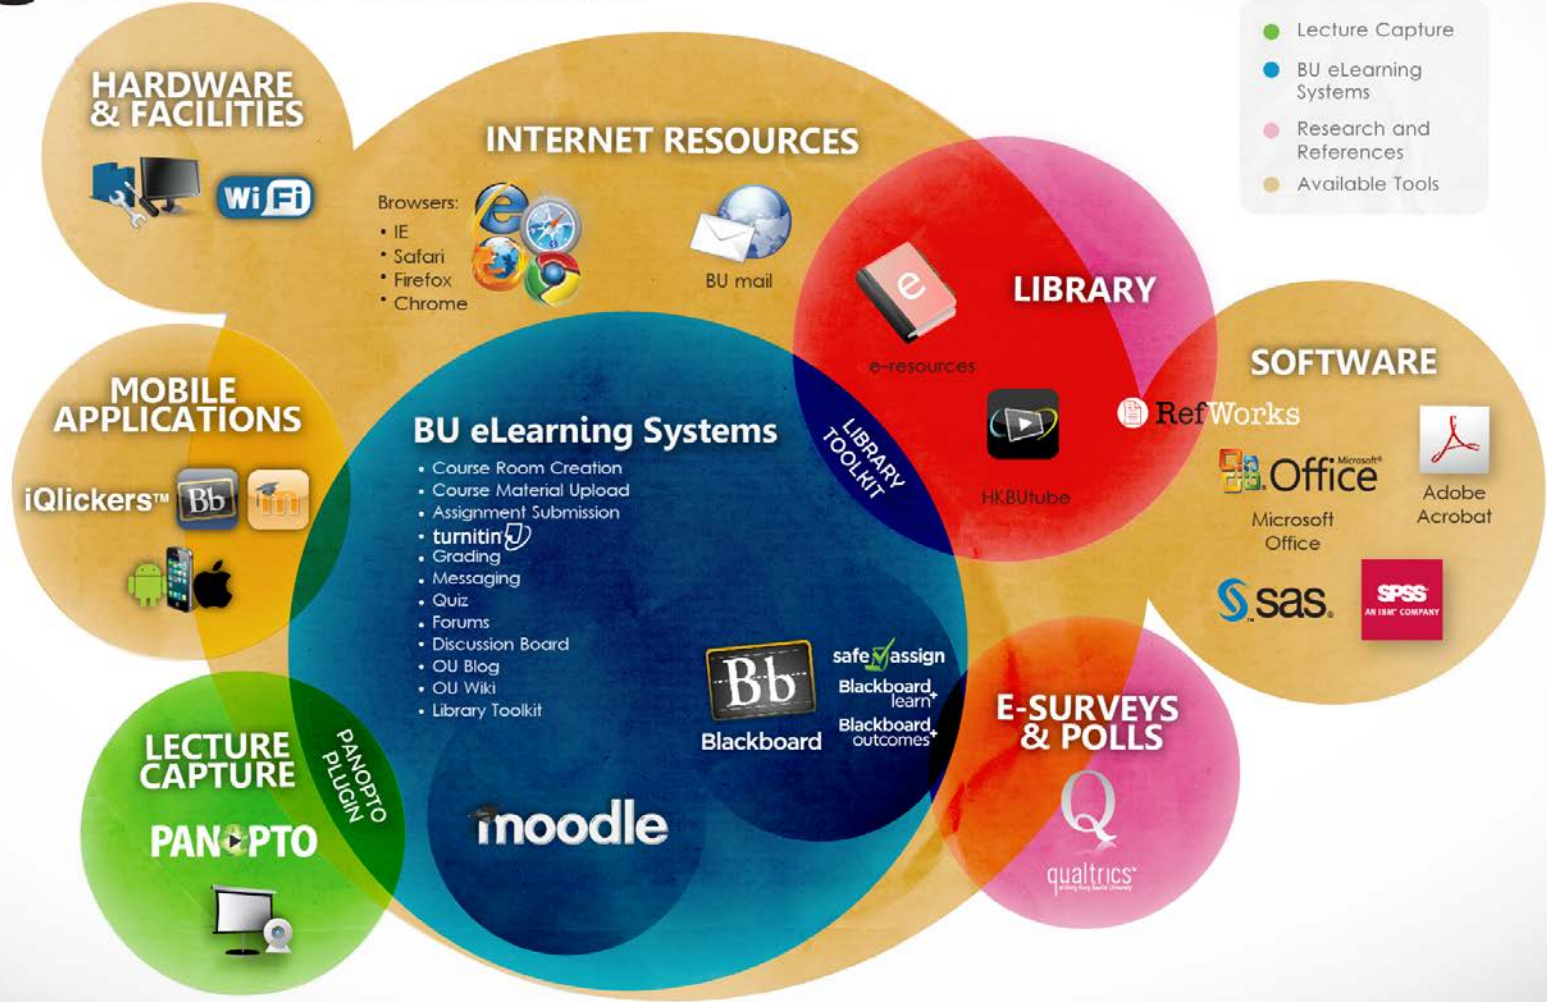 Lecture Capture
BU eLearning
Systems
Research and
References
Available Tools
HARDWARE
& FACILITIES
WiFi
INTERNET RESOURCES
Browsers:
• IE
• Safari
• Firefox
• Chrome
BU mail
e
e-resources
LIBRARY
HKBUtube
RefWorks
SOFTWARE
Microsoft®
Office
Microsoft
Office
Adobe
Acrobat
sas
SPSS
AN IBM® COMPANY
MOBILE
APPLICATIONS
iQlickers™
Bb
m
BU eLearning Systems
• Course Room Creation
• Course Material Upload
• Assignment Submission
• turnitin
• Grading
• Messaging
• Quiz
• Forums
• Discussion Board
• OU Blog
• OU Wiki
• Library Toolkit
LIBRARY
TOOLKIT
Bb
Blackboard
safe assign
Blackboard
learn+
Blackboard
outcomes+
moodle
LECTURE
CAPTURE
PANOPTO
PANOPTO
PLUGIN
E-SURVEYS
& POLLS
Q
qualtrics™